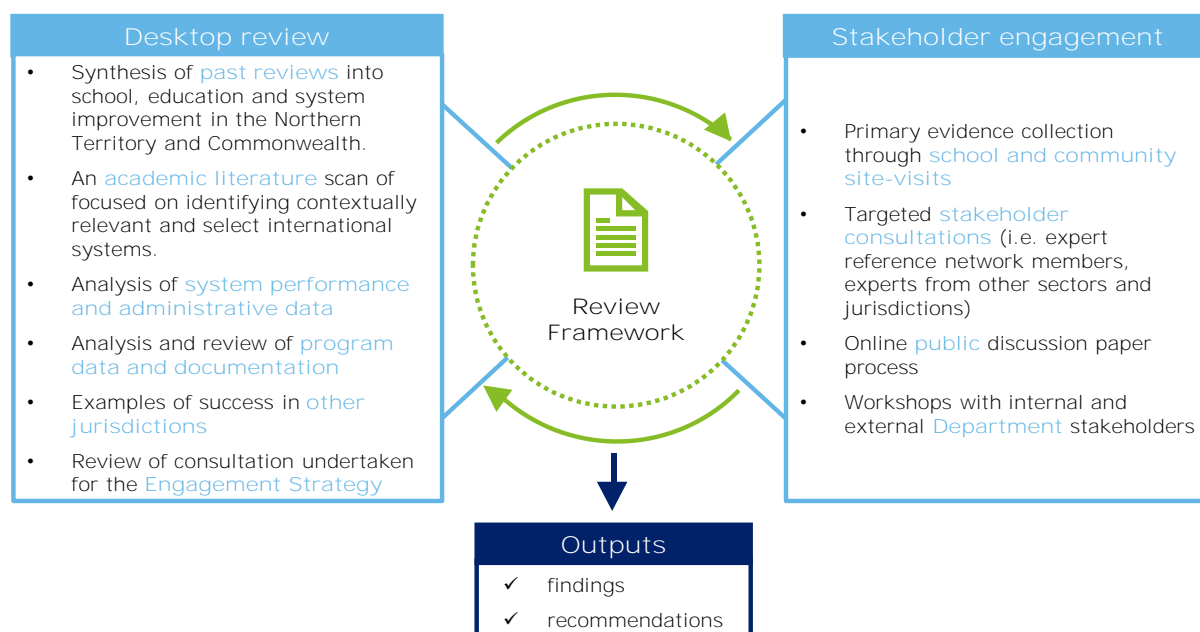 Desktop review
• Synthesis of past reviews into
school, education and system
improvement in the Northern
Territory and Commonwealth.
• An academic literature scan of
focused on identifying contextually
relevant and select international
systems.
• Analysis of system performance
and administrative data
• Analysis and review of program
data and documentation
• Examples of success in other
jurisdictions
• Review of consultation undertaken
for the Engagement Strategy
Review
Framework
Stakeholder engagement
• Primary evidence collection
through school and community
site-visits
• Targeted stakeholder
consultations (i.e. expert
reference network members,
experts from other sectors and
jurisdictions)
• Online public discussion paper
process
• Workshops with internal and
external Department stakeholders
Outputs
✓ findings
✓ recommendations